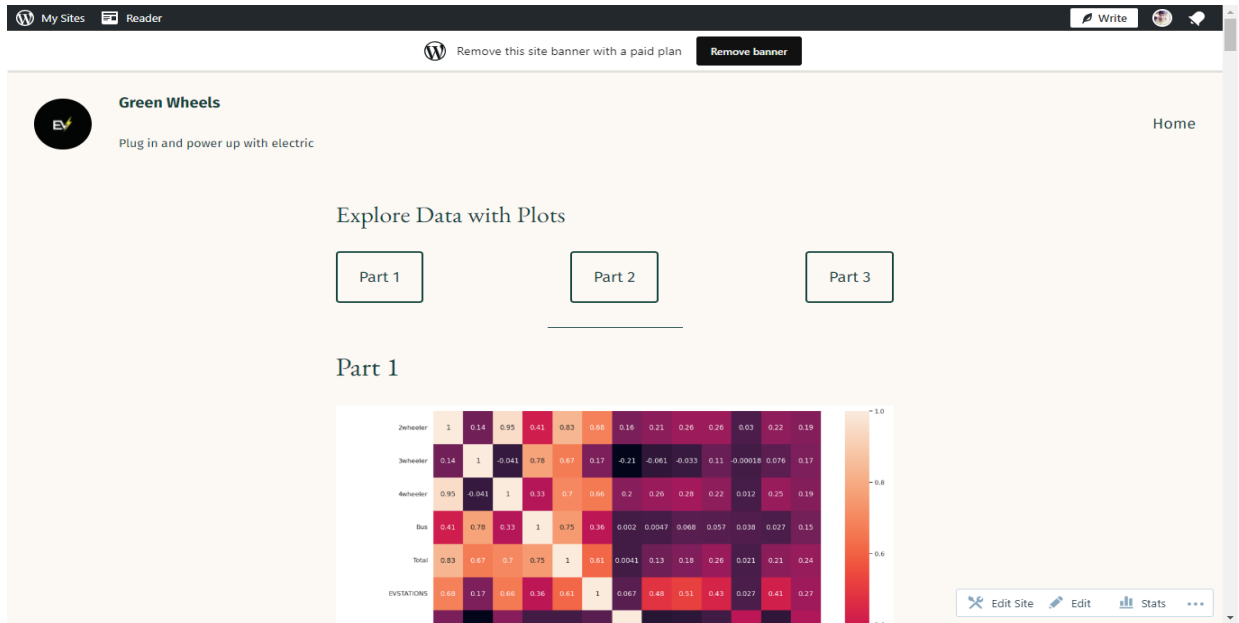 My Sites Reader Write
Remove this site banner with a paid plan Remove banner
EV
Green Wheels
Plug in and power up with electric
Home
Explore Data with Plots
Part 1 Part 2 Part 3
Part 1
2wheeler 1 0.14 0.95 0.41 0.83 0.68 0.16 0.21 0.26 0.26 0.03 0.22 0.19
3wheeler 0.14 1 -0.041 0.78 0.67 0.17 -0.21 -0.061 -0.033 0.11 -0.00018 0.076 0.17
4wheeler 0.95 -0.041 1 0.33 0.7 0.66 0.2 0.26 0.28 0.22 0.012 0.25 0.19
Bus 0.41 0.78 0.33 1 0.75 0.36 0.002 0.0047 0.068 0.057 0.038 0.027 0.15
Total 0.83 0.67 0.7 0.75 1 0.61 0.0041 0.13 0.18 0.26 0.021 0.21 0.24
EVSTATIONS 0.68 0.17 0.66 0.36 0.61 1 0.067 0.48 0.51 0.43 0.027 0.41 0.27
1.0
0.8
0.6
Edit Site Edit Stats